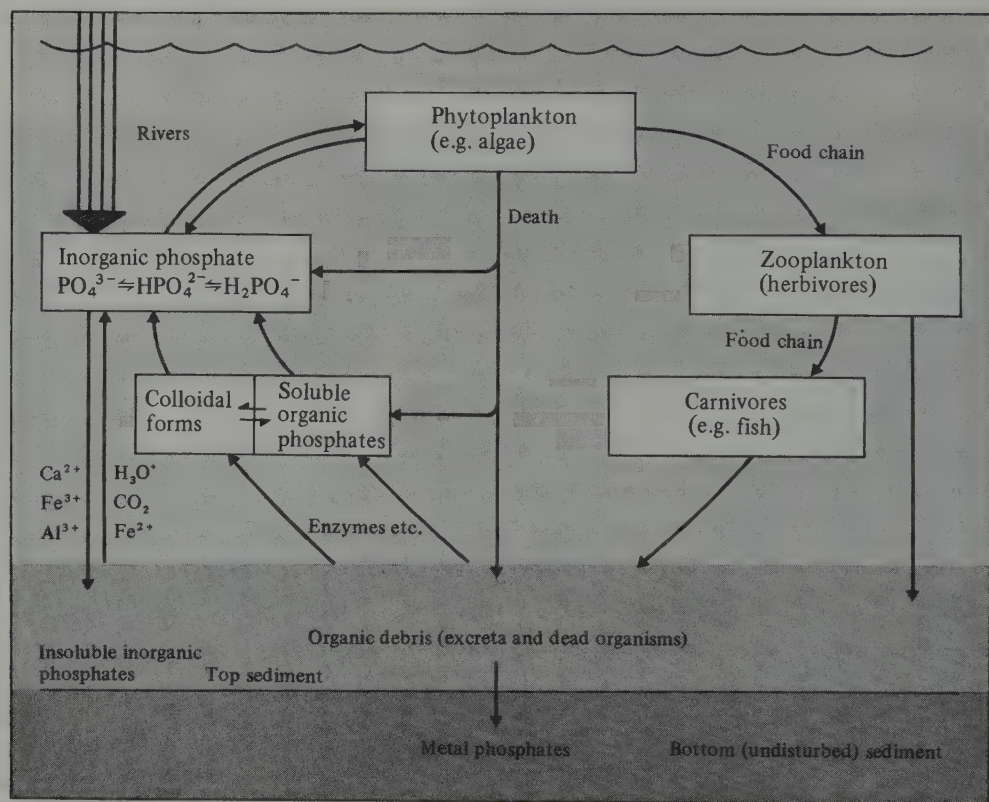 Rivers
Phytoplankton
(e.g. algae)
Food chain
Death
Inorganic phosphate
PO₄³⁻⇋HPO₄²⁻⇋H₂PO₄⁻
Zooplankton
(herbivores)
Food chain
Colloidal
forms
Soluble
organic
phosphates
Carnivores
(e.g. fish)
Ca²⁺
Fe³⁺
Al³⁺
H₃O⁺
CO₂
Fe²⁺
Enzymes etc.
Organic debris (excreta and dead organisms)
Insoluble inorganic
phosphates
Top sediment
Metal phosphates
Bottom (undisturbed) sediment